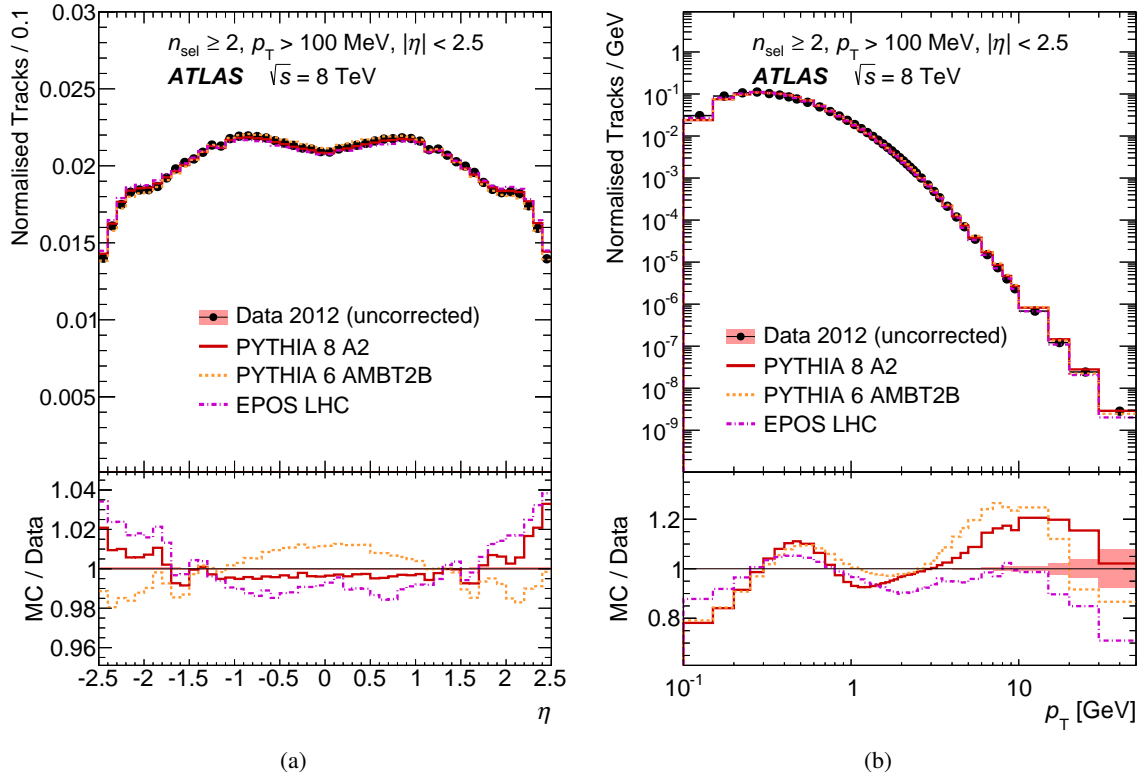 Normalised Tracks / 0.1
0.03
0.025
0.02
0.015
0.01
0.005
n_sel ≥ 2, p_T > 100 MeV, |η| < 2.5
ATLAS √s = 8 TeV
Data 2012 (uncorrected)
PYTHIA 8 A2
PYTHIA 6 AMBT2B
EPOS LHC
MC / Data
1.04
1.02
1
0.98
0.96
-2.5 -2 -1.5 -1 -0.5 0 0.5 1 1.5 2 2.5
η
(a)
Normalised Tracks / GeV
1
10^-1
10^-2
10^-3
10^-4
10^-5
10^-6
10^-7
10^-8
10^-9
n_sel ≥ 2, p_T > 100 MeV, |η| < 2.5
ATLAS √s = 8 TeV
Data 2012 (uncorrected)
PYTHIA 8 A2
PYTHIA 6 AMBT2B
EPOS LHC
MC / Data
1.2
1
0.8
10^-1 1 10
p_T [GeV]
(b)